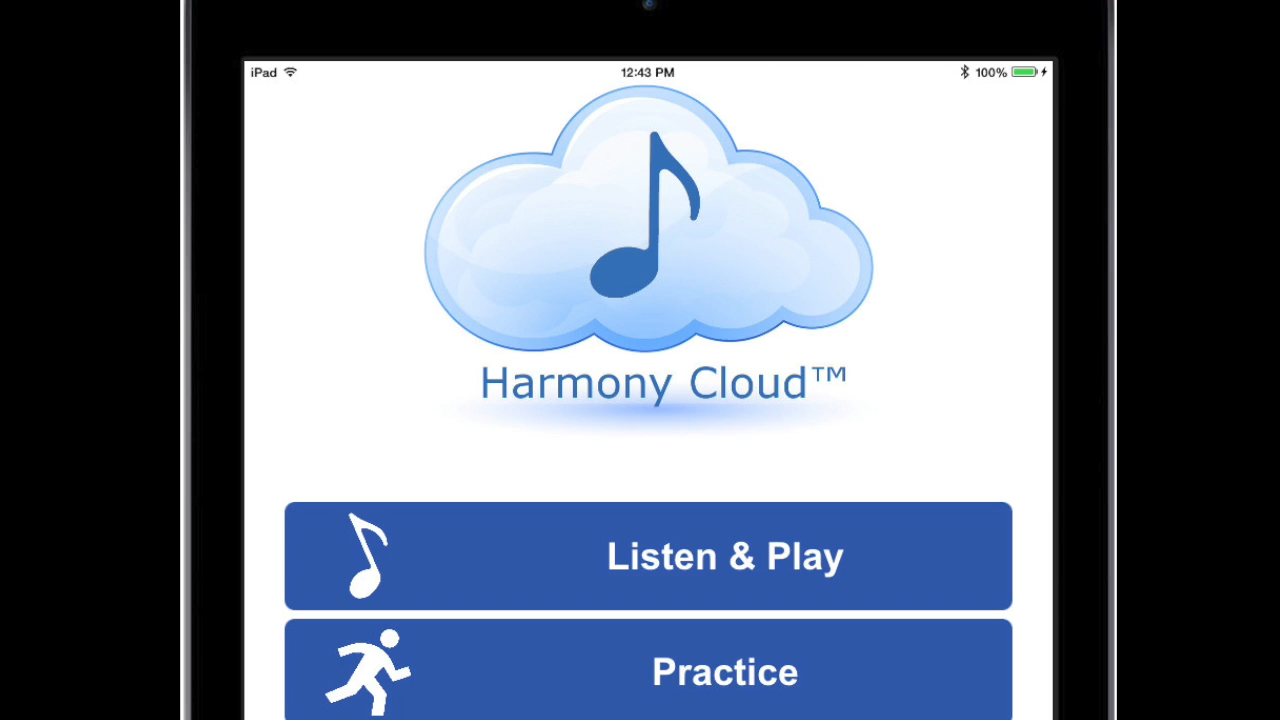 iPad
12:43 PM
100%
Harmony Cloud™
Listen & Play
Practice